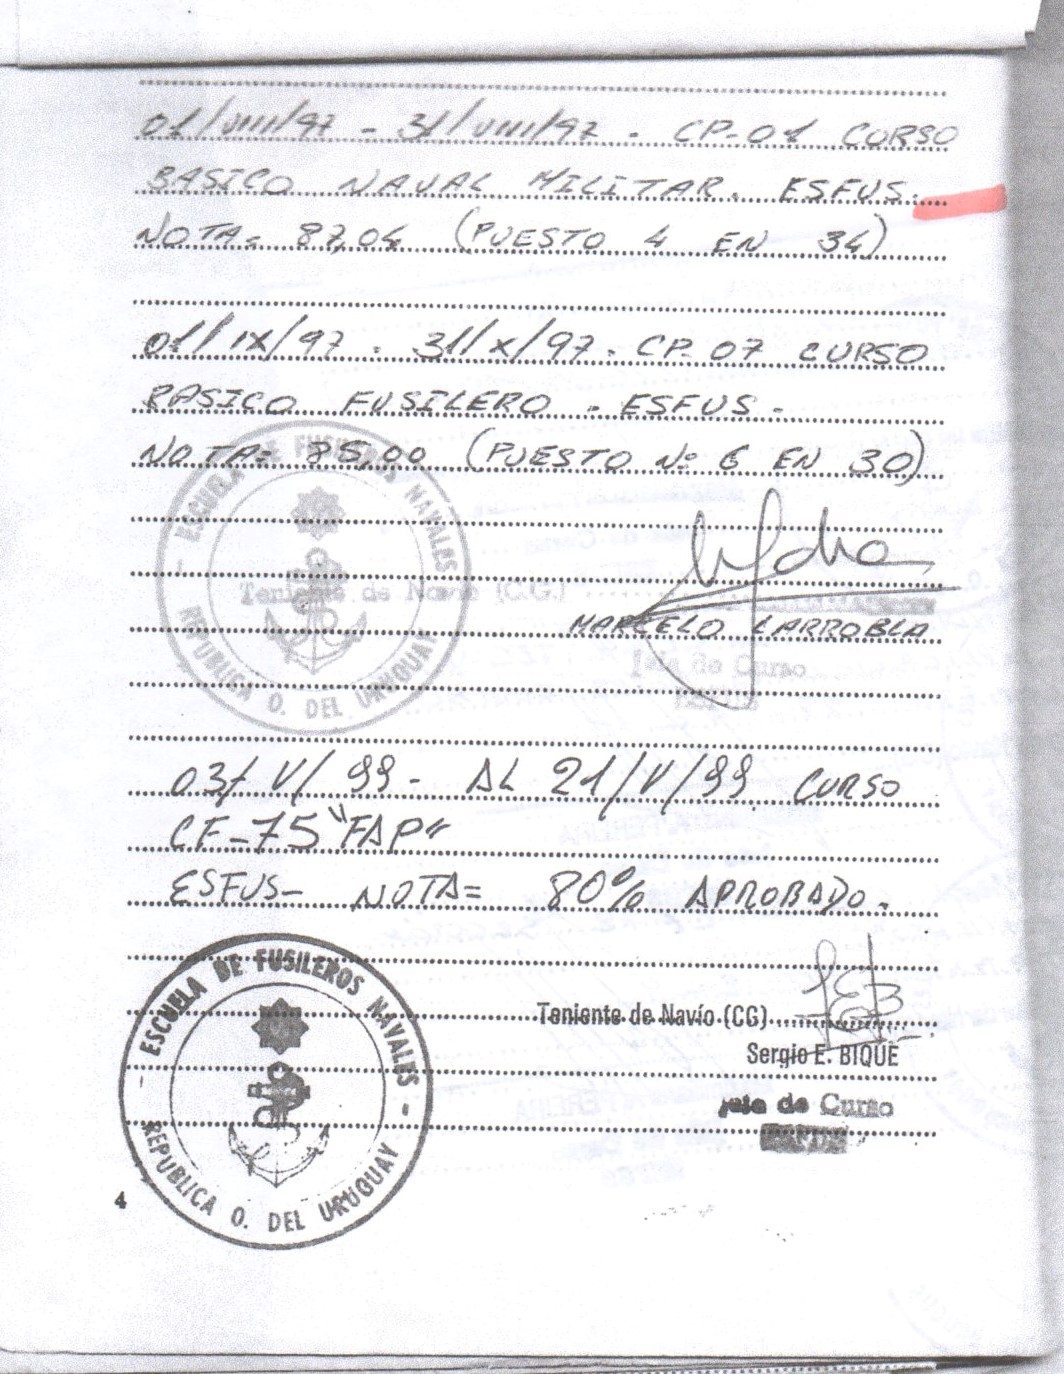 01/VIII/97 - 31/VIII/97 - CP-01 CURSO
BASICO NAVAL MILITAR. ESFUS.
NOTA= 87,04 (PUESTO 4 EN 34)
01/IX/97 - 31/X/97. CP-07 CURSO
BASICO FUSILERO - ESFUS -
NOTA= 85,00 (PUESTO Nº 6 EN 30)
ESCUELA DE FUSILEROS NAVALES
REPUBLICA O. DEL URUGUAY
Teniente de Navío (C.G.)
MARCELO LARROBLA
Jefe de Curso
03/V/99 - AL 21/V/99 CURSO
CF-75 "FAP"
ESFUS- NOTA= 80% APROBADO.
ESCUELA DE FUSILEROS NAVALES
REPUBLICA O. DEL URUGUAY
Teniente de Navío (CG)
Sergio E. BIQUE
Jefe de Curso
4